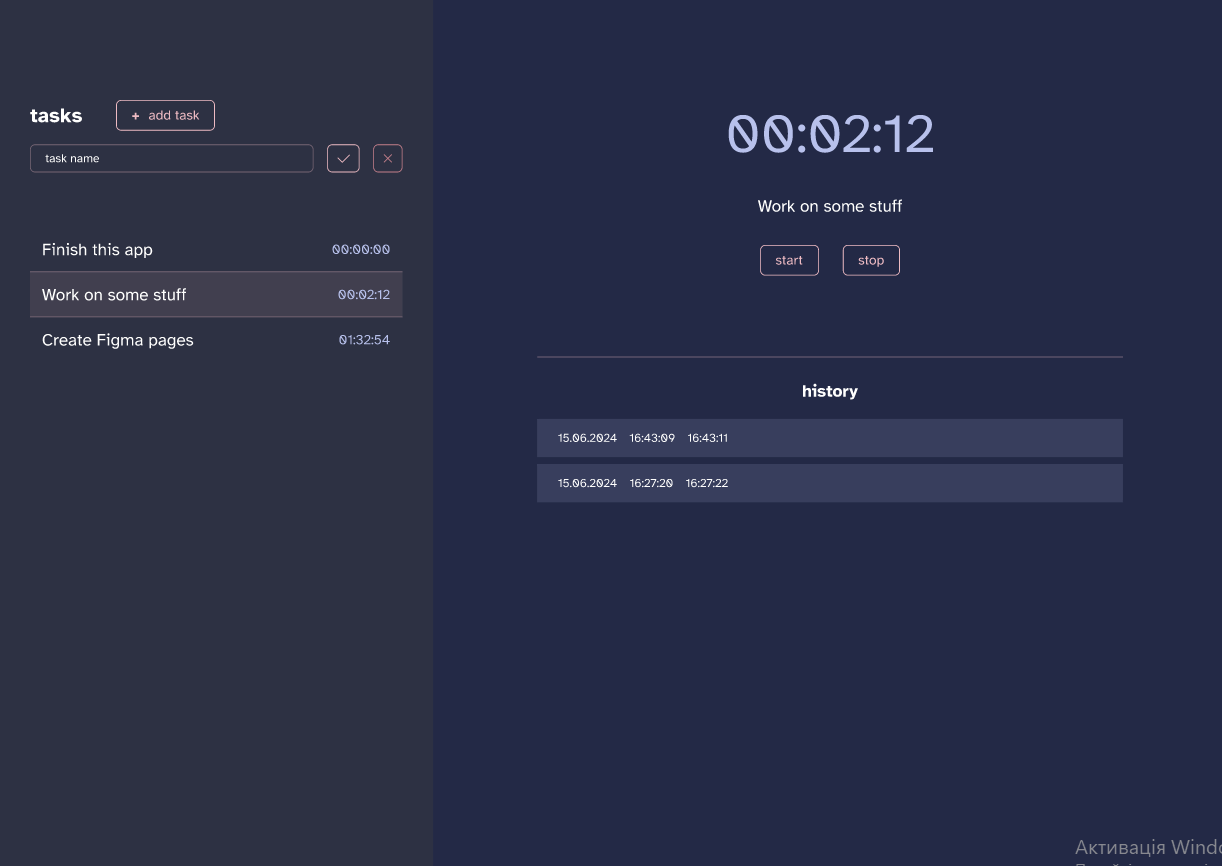 tasks
+ add task
task name
Finish this app 00:00:00
Work on some stuff 00:02:12
Create Figma pages 01:32:54
00:02:12
Work on some stuff
start stop
history
15.06.2024 16:43:09 16:43:11
15.06.2024 16:27:20 16:27:22
Активація Windo